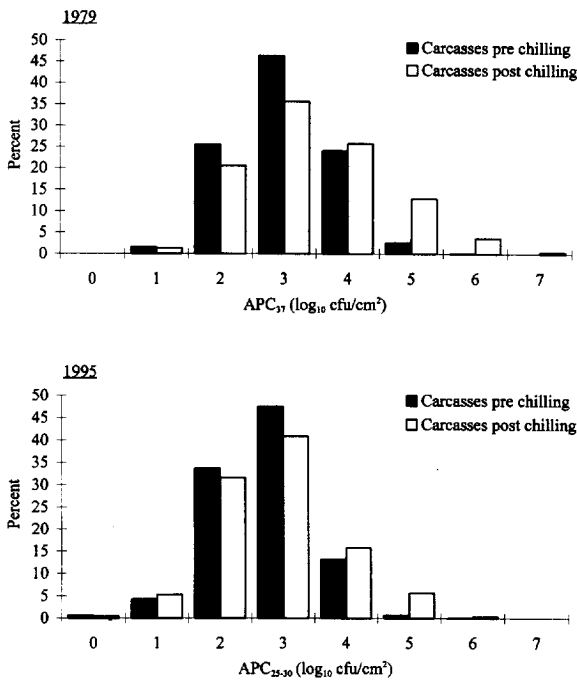 1979
50
45
40
35
30
25
20
15
10
5
0
Percent
Carcasses pre chilling
Carcasses post chilling
0 1 2 3 4 5 6 7
APC₃₇ (log₁₀ cfu/cm²)
1995
50
45
40
35
30
25
20
15
10
5
0
Percent
Carcasses pre chilling
Carcasses post chilling
0 1 2 3 4 5 6 7
APC₂₅₋₃₀ (log₁₀ cfu/cm²)